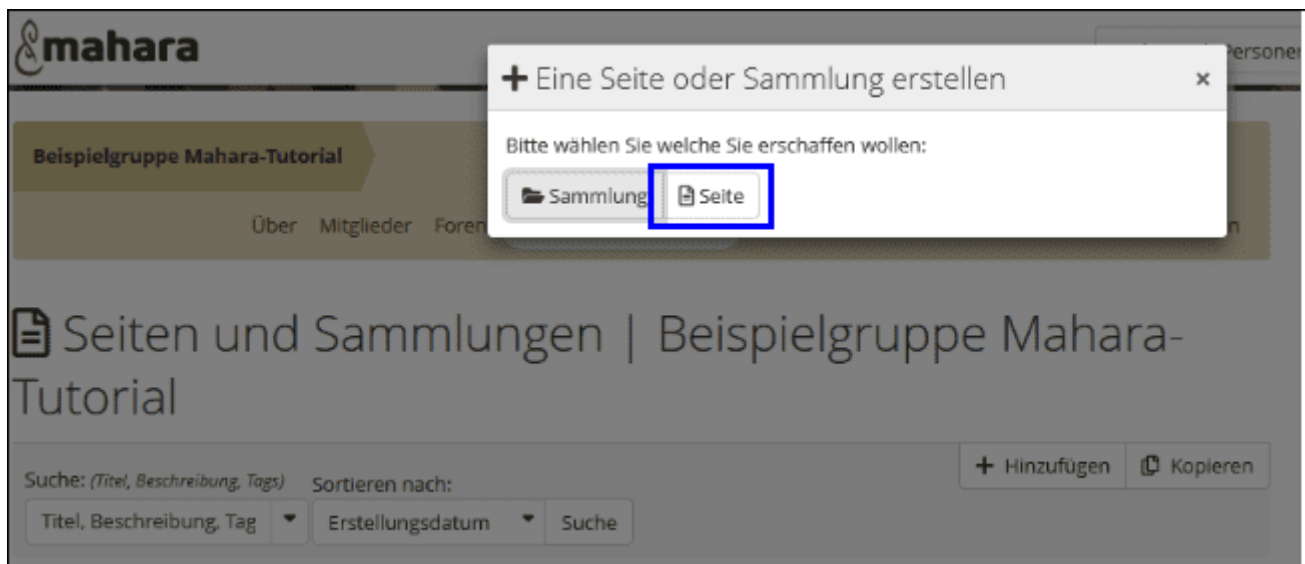 mahara
Personen
+ Eine Seite oder Sammlung erstellen ×
Beispielgruppe Mahara-Tutorial
Bitte wählen Sie welche Sie erschaffen wollen:
Sammlung Seite
Über Mitglieder Foren
Seiten und Sammlungen | Beispielgruppe Mahara-
Tutorial
+ Hinzufügen Kopieren
Suche: (Titel, Beschreibung, Tags) Sortieren nach:
Titel, Beschreibung, Tag Erstellungsdatum Suche